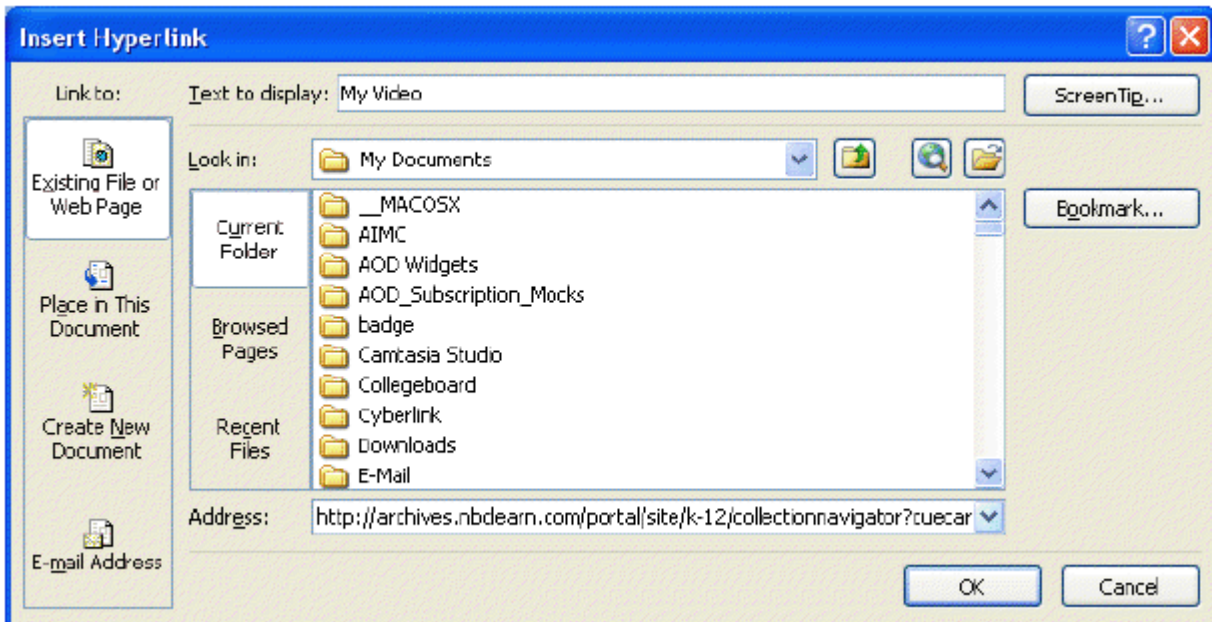 Insert Hyperlink
Link to:
Text to display: My Video
ScreenTip...
Existing File or Web Page
Look in: My Documents
Current Folder
Browsed Pages
Recent Files
__MACOSX
AIMC
AOD Widgets
AOD_Subscription_Mocks
badge
Camtasia Studio
Collegeboard
Cyberlink
Downloads
E-Mail
Bookmark...
Place in This Document
Create New Document
E-mail Address
Address: http://archives.nbclearn.com/portal/site/k-12/collectionnavigator?cuecar
OK
Cancel